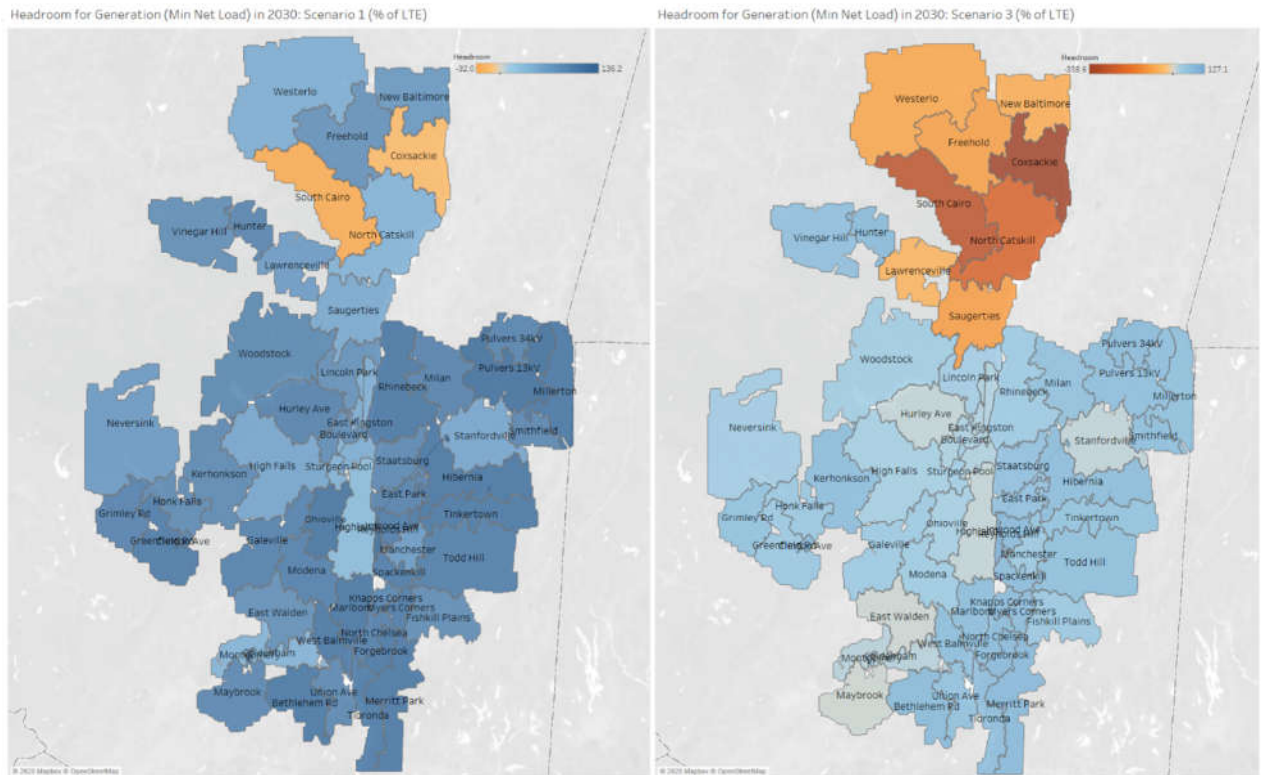 Headroom for Generation (Min Net Load) in 2030: Scenario 1 (% of LTE)
Headroom
-32.0
136.2
Westerlo
New Baltimore
Freehold
Coxsackie
South Cairo
North Catskill
Vinegar Hill
Hunter
Lawrenceville
Saugerties
Woodstock
Pulvers 34kV
Lincoln Park
Milan
Pulvers 13kV
Rhinebeck
Millerton
Neversink
Hurley Ave
East Kingston
Boulevard
Stanfordville
Smithfield
High Falls
Sturgeon Pool
Staatsburg
Kerhonkson
Hibernia
Honk Falls
East Park
Grimley Rd
Ohioville
Tinkertown
Galeville
Manchester
Todd Hill
Modena
Spackenkill
Knapps Corners
East Walden
Marlboro
Myers Corners
Fishkill Plains
North Chelsea
West Balmville
Forgebrook
Maybrook
Union Ave
Merritt Park
Bethlehem Rd
Tioronda
© 2023 Mapbox © OpenStreetMap
Headroom for Generation (Min Net Load) in 2030: Scenario 3 (% of LTE)
Headroom
127.1
Westerlo
New Baltimore
Freehold
Coxsackie
South Cairo
North Catskill
Vinegar Hill
Hunter
Lawrenceville
Saugerties
Woodstock
Pulvers 34kV
Lincoln Park
Milan
Pulvers 13kV
Rhinebeck
Millerton
Neversink
Hurley Ave
East Kingston
Boulevard
Stanfordville
Smithfield
High Falls
Sturgeon Pool
Staatsburg
Kerhonkson
Hibernia
Honk Falls
East Park
Grimley Rd
Ohioville
Tinkertown
Galeville
Manchester
Todd Hill
Modena
Spackenkill
Knapps Corners
East Walden
Marlboro
Myers Corners
Fishkill Plains
North Chelsea
West Balmville
Forgebrook
Maybrook
Union Ave
Merritt Park
Bethlehem Rd
Tioronda
© 2023 Mapbox © OpenStreetMap